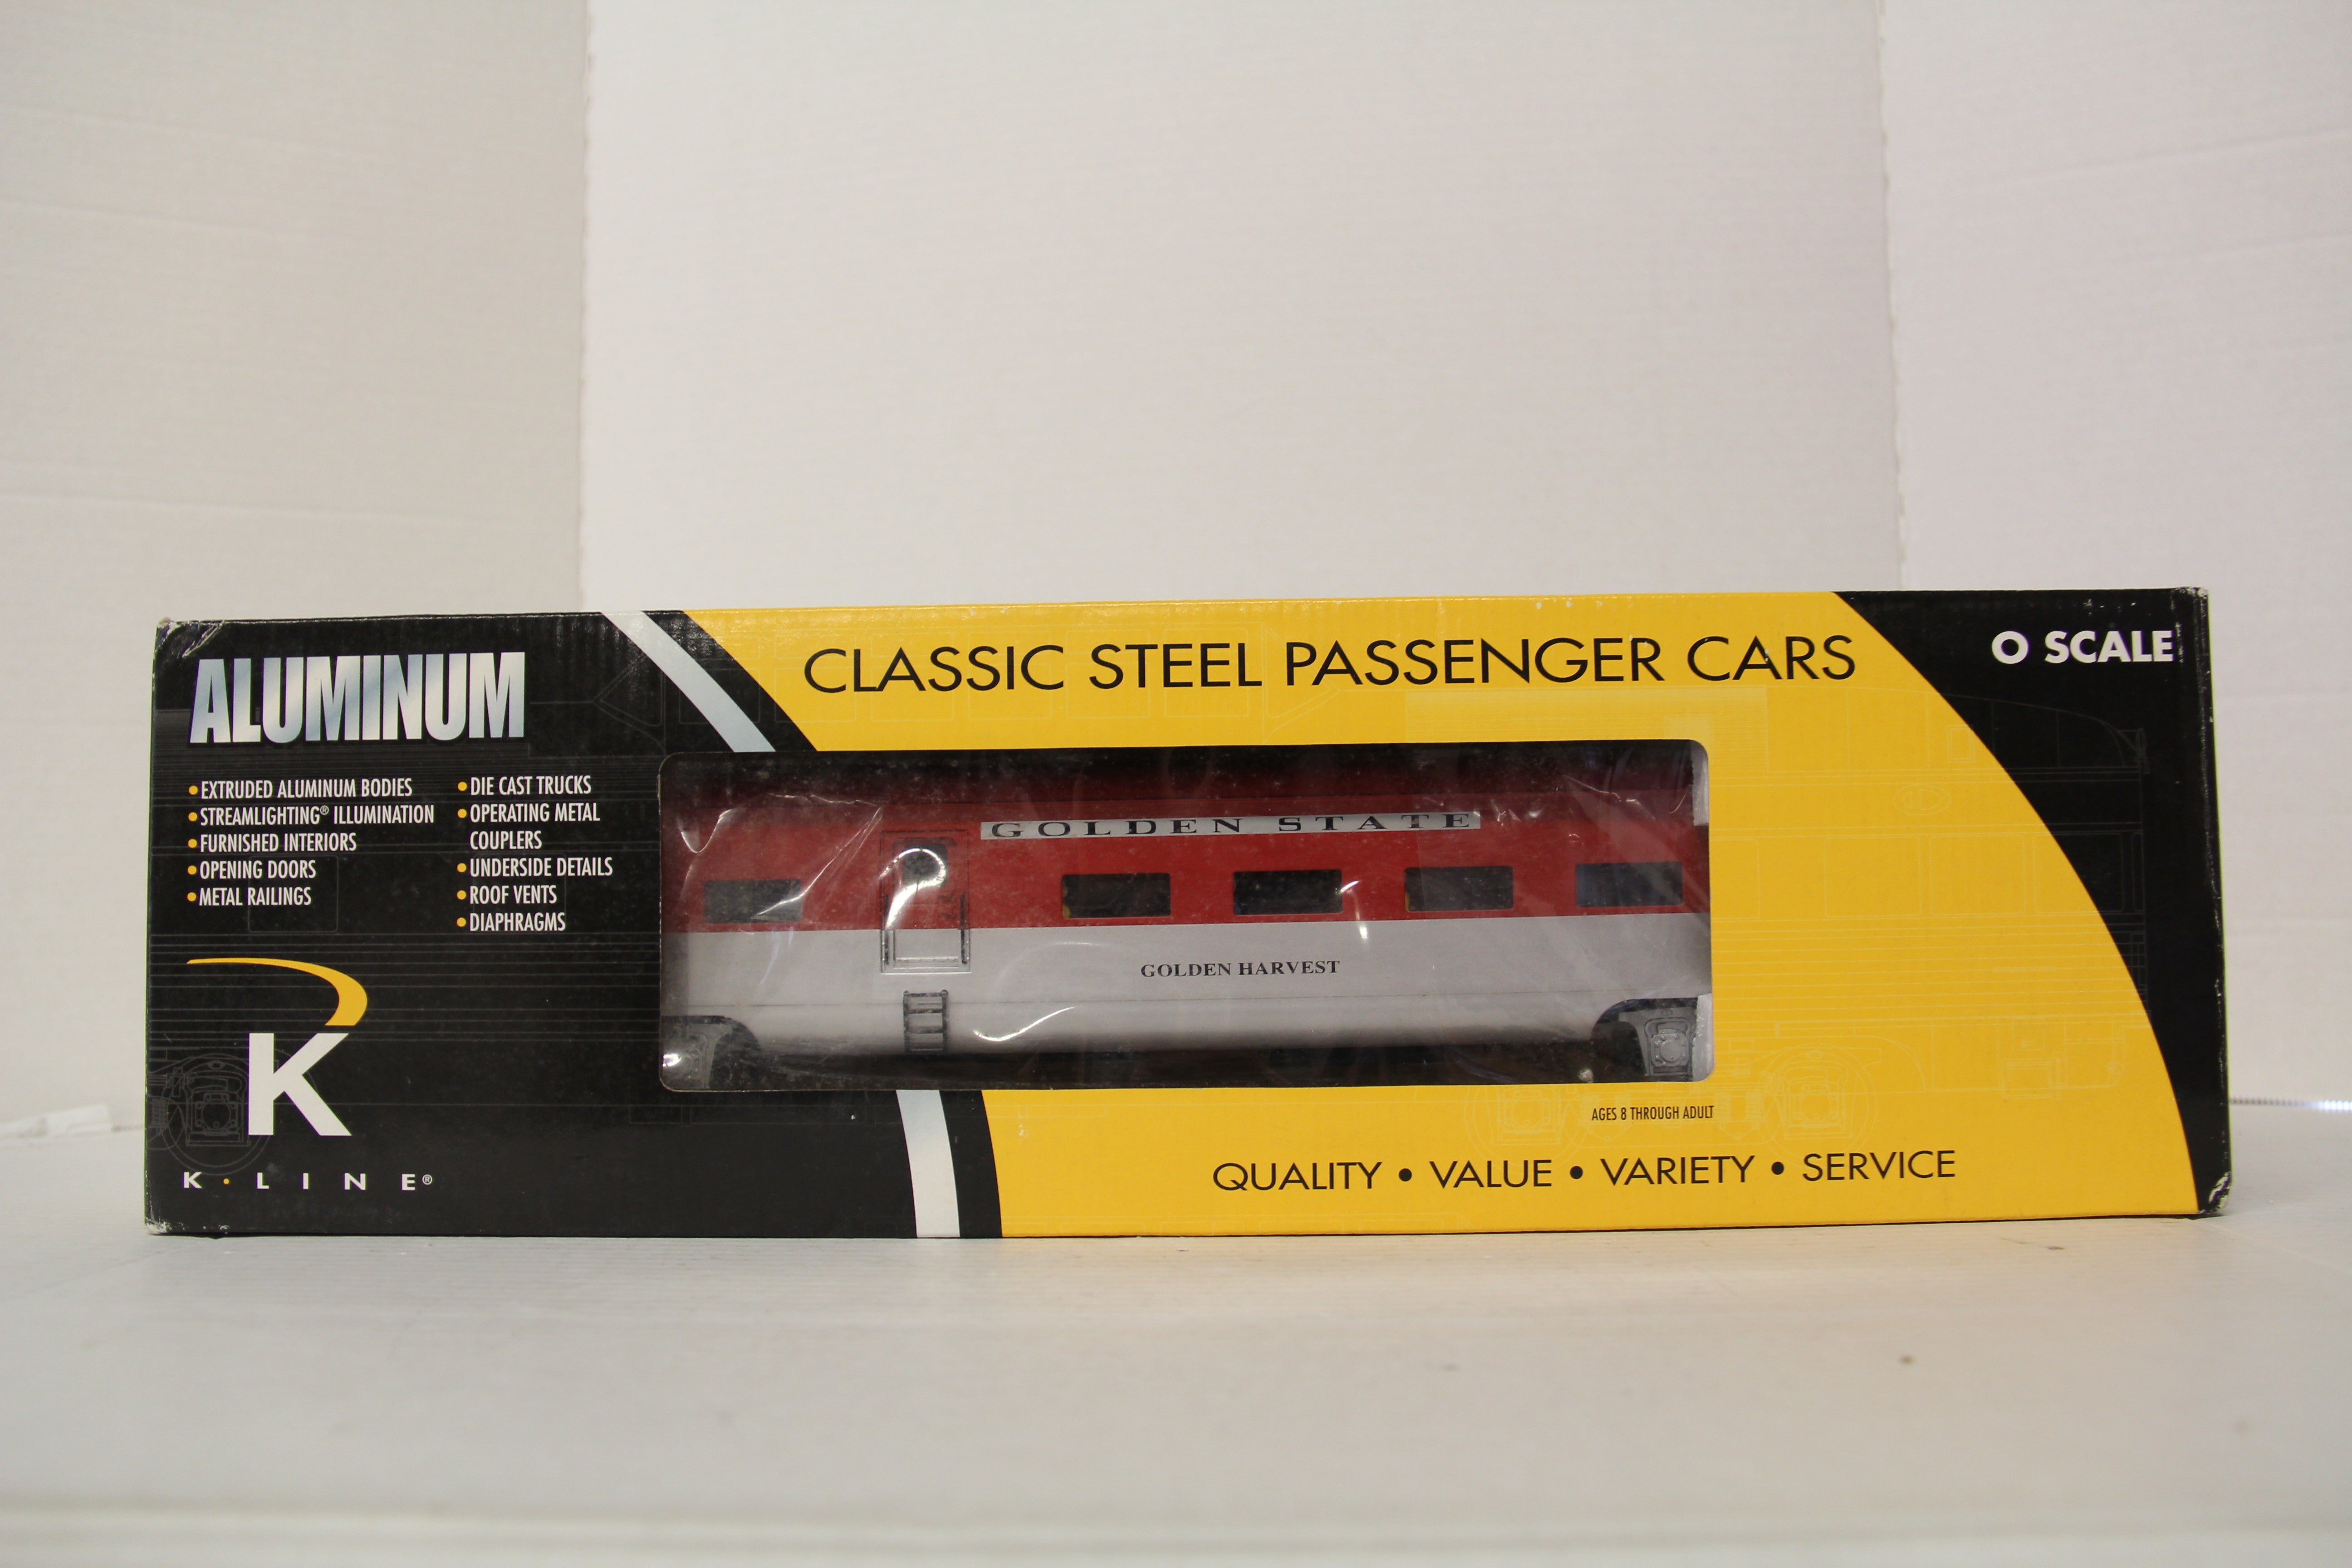 ALUMINUM
• EXTRUDED ALUMINUM BODIES
• STREAMLIGHTING® ILLUMINATION
• FURNISHED INTERIORS
• OPENING DOORS
• METAL RAILINGS
• DIE CAST TRUCKS
• OPERATING METAL
COUPLERS
• UNDERSIDE DETAILS
• ROOF VENTS
• DIAPHRAGMS
K
K·LINE®
CLASSIC STEEL PASSENGER CARS
O SCALE
GOLDEN STATE
GOLDEN HARVEST
AGES 8 THROUGH ADULT
QUALITY • VALUE • VARIETY • SERVICE